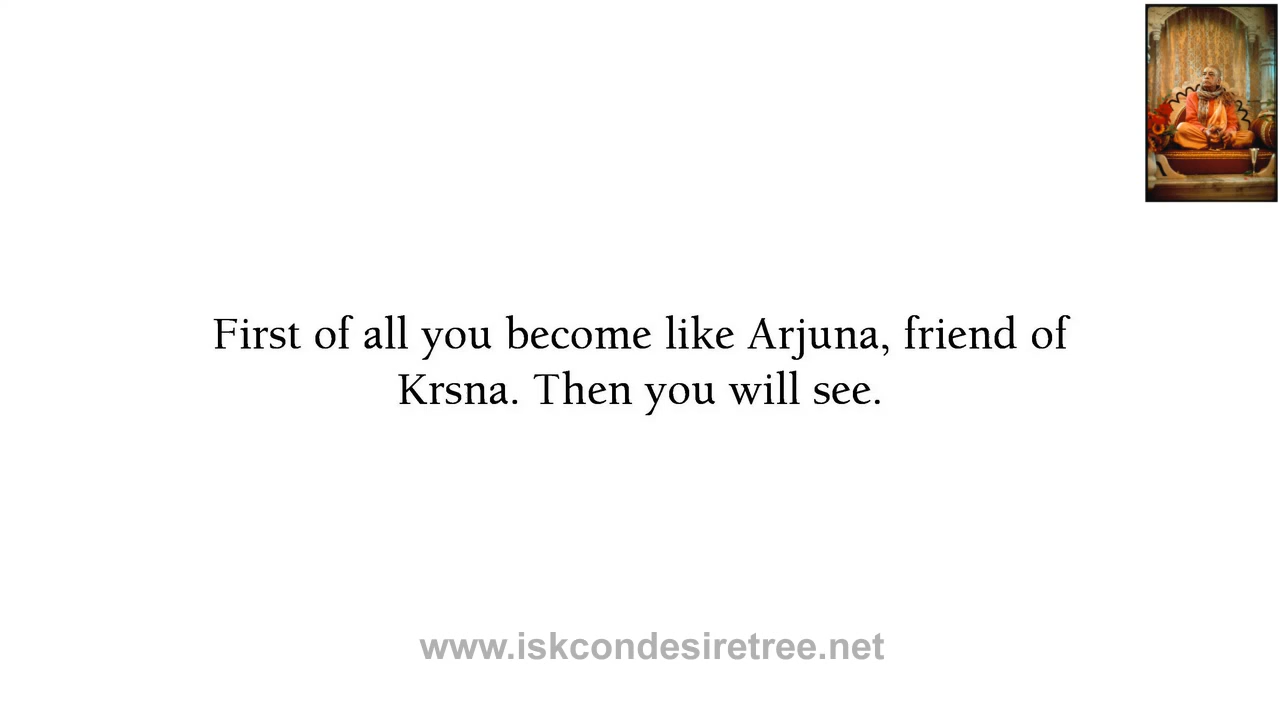 First of all you become like Arjuna, friend of
Krsna. Then you will see.
www.iskcondesiretree.net